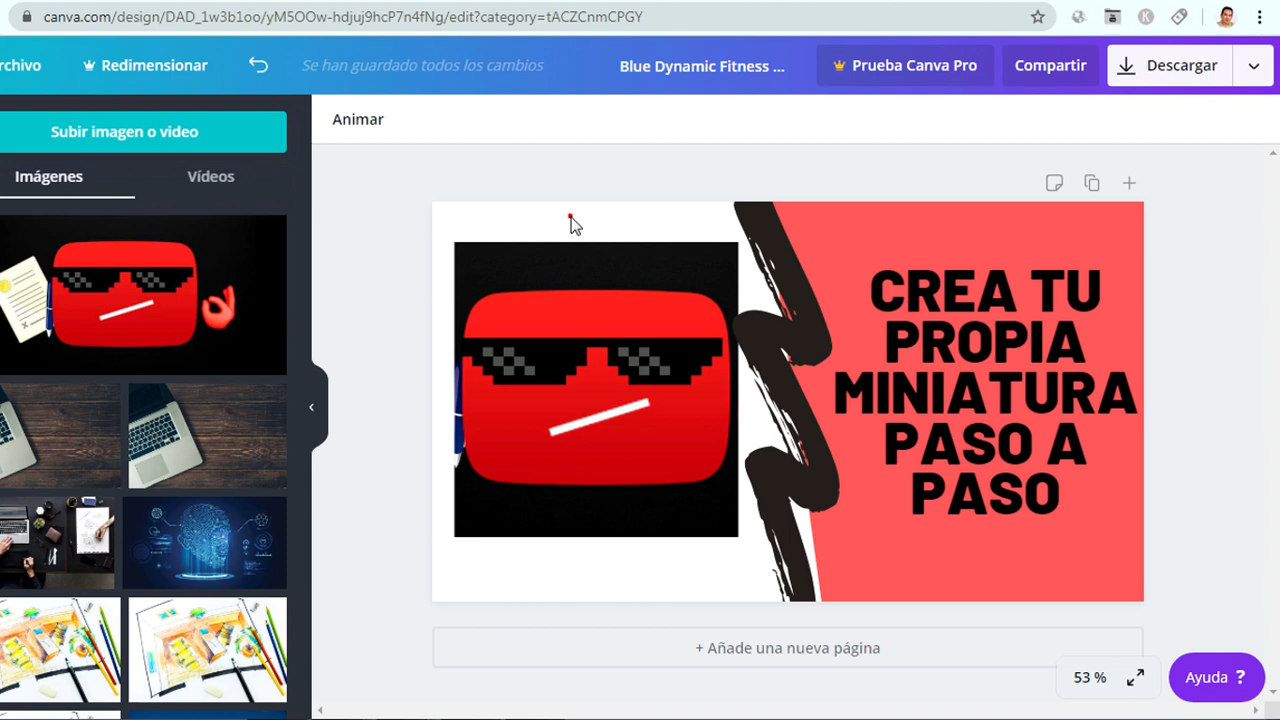 canva.com/design/DAD_1w3b1oo/yM5OOw-hdjuj9hcP7n4fNg/edit?category=tACZCnmCPGY
rchivo
Redimensionar
Se han guardado todos los cambios
Blue Dynamic Fitness ...
Prueba Canva Pro
Compartir
Descargar
Subir imagen o video
Animar
Imágenes
Vídeos
CREA TU
PROPIA
MINIATURA
PASO A
PASO
+ Añade una nueva página
53 %
Ayuda ?